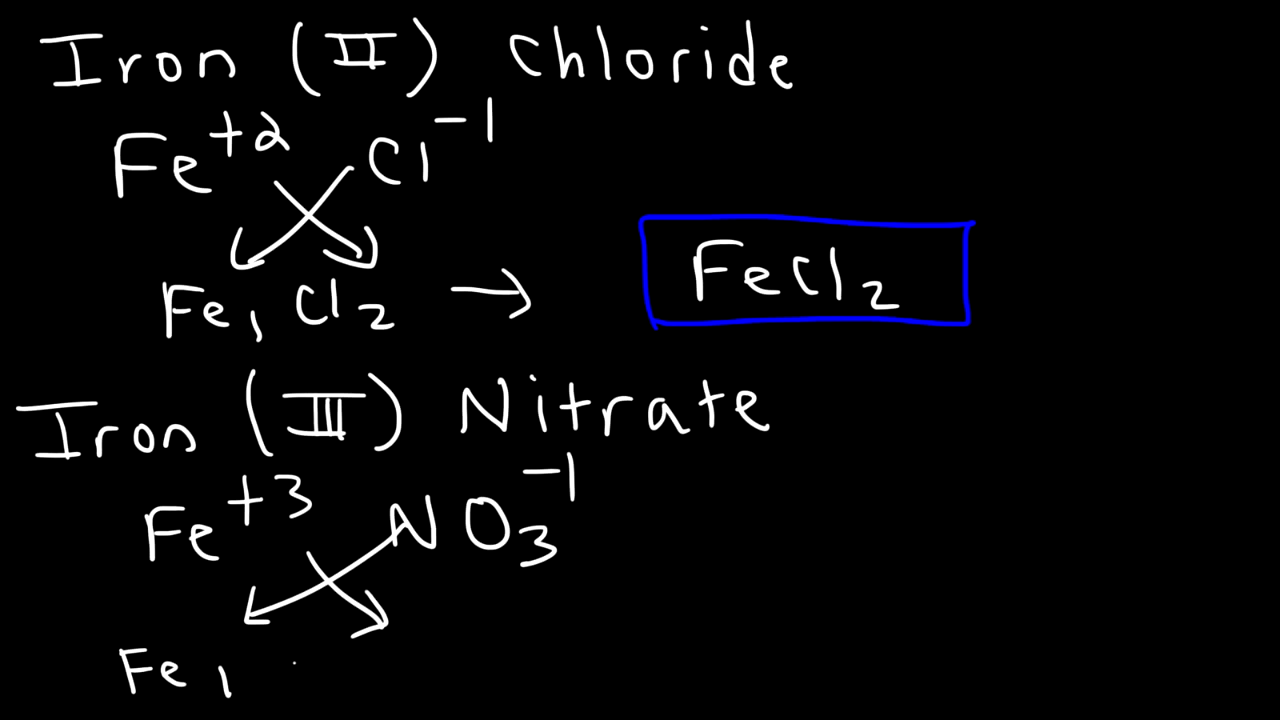 Iron (II) Chloride
Fe⁺² Cl⁻¹
Fe₁ Cl₂ → FeCl₂
Iron (III) Nitrate
Fe⁺³ NO₃⁻¹
Fe₁